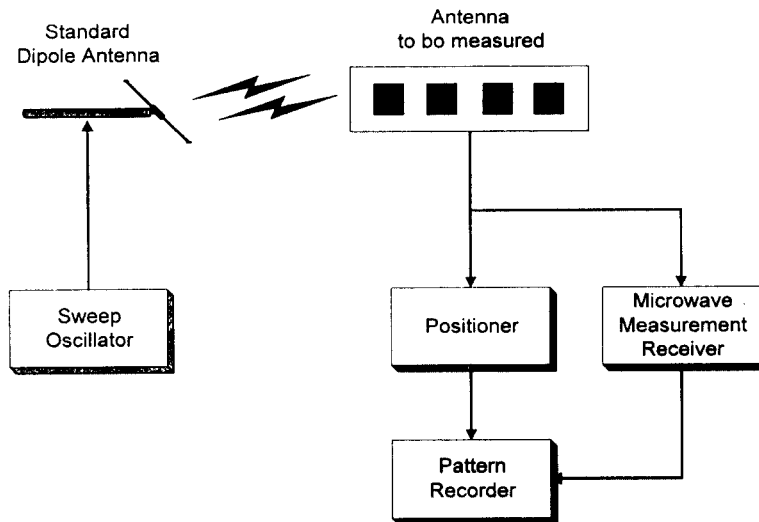 Standard
Dipole Antenna
Antenna
to bo measured
Sweep
Oscillator
Positioner
Microwave
Measurement
Receiver
Pattern
Recorder